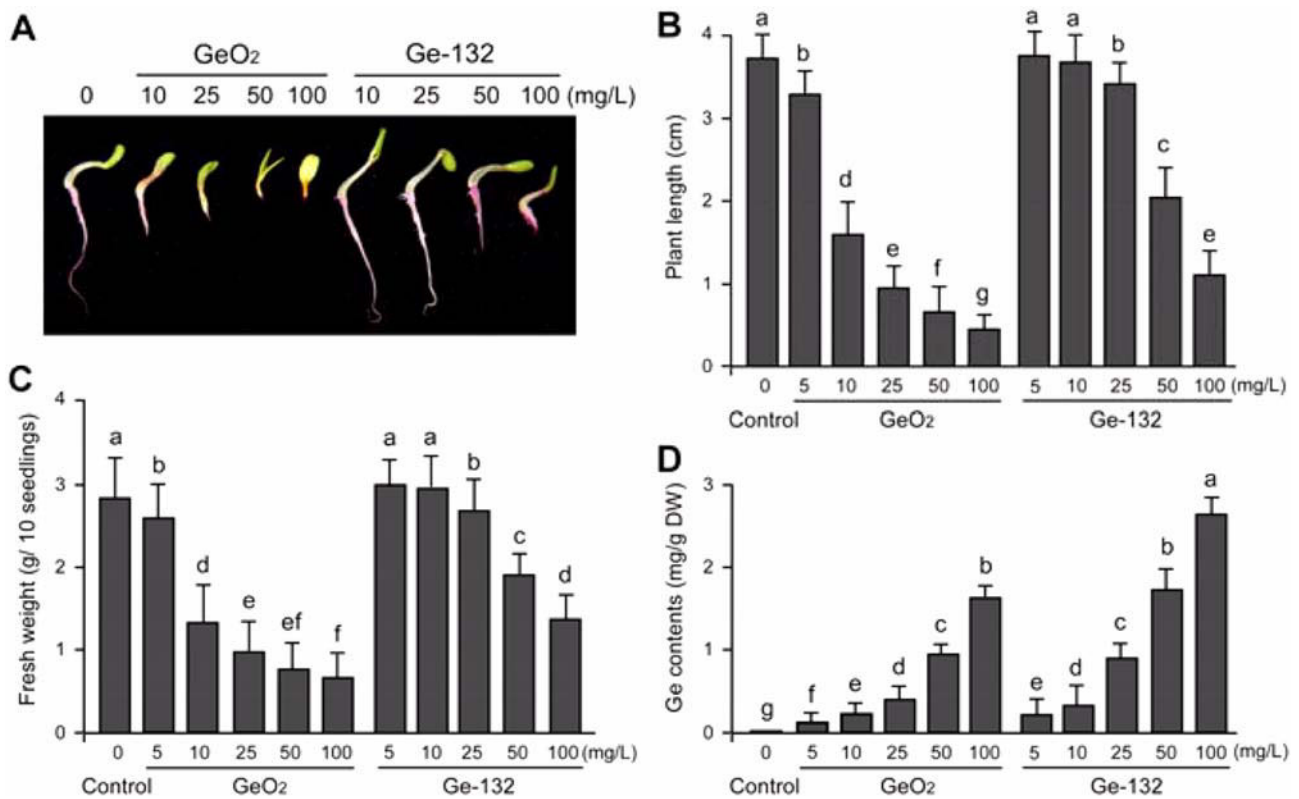 A
GeO2 Ge-132
0 10 25 50 100 10 25 50 100 (mg/L)
B
Plant length (cm)
4
3
2
1
0
a b d e f g a a b c e
0 5 10 25 50 100 5 10 25 50 100 (mg/L)
Control GeO2 Ge-132
C
Fresh weight (g/ 10 seedlings)
4
3
2
1
0
a b d e ef f a a b c d
0 5 10 25 50 100 5 10 25 50 100 (mg/L)
Control GeO2 Ge-132
D
Ge contents (mg/g DW)
3
2
1
0
g f e d c b e d c b a
0 5 10 25 50 100 5 10 25 50 100 (mg/L)
Control GeO2 Ge-132